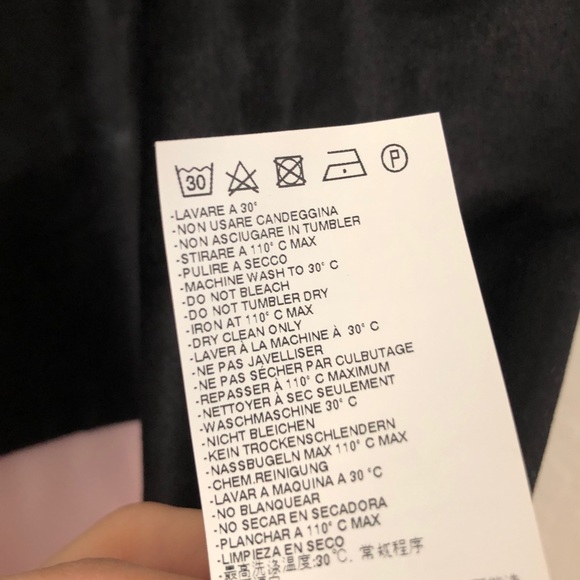 30 P
-LAVARE A 30°
-NON USARE CANDEGGINA
-NON ASCIUGARE IN TUMBLER
-STIRARE A 110° C MAX
-PULIRE A SECCO
-MACHINE WASH TO 30° C
-DO NOT BLEACH
-DO NOT TUMBLER DRY
-IRON AT 110° C MAX
-DRY CLEAN ONLY
-LAVER À LA MACHINE À 30° C
-NE PAS JAVELLISER
-NE PAS SÉCHER PAR CULBUTAGE
-REPASSER À 110° C MAXIMUM
-NETTOYER À SEC SEULEMENT
-WASCHMASCHINE 30° C
-NICHT BLEICHEN
-KEIN TROCKENSCHLENDERN
-NASSBUGELN MAX 110° C MAX
-CHEM.REINIGUNG
-LAVAR A MAQUINA A 30 °C
-NO BLANQUEAR
-NO SECAR EN SECADORA
-PLANCHAR A 110° C MAX
-LIMPIEZA EN SECO
-最高洗涤温度:30℃, 常规程序